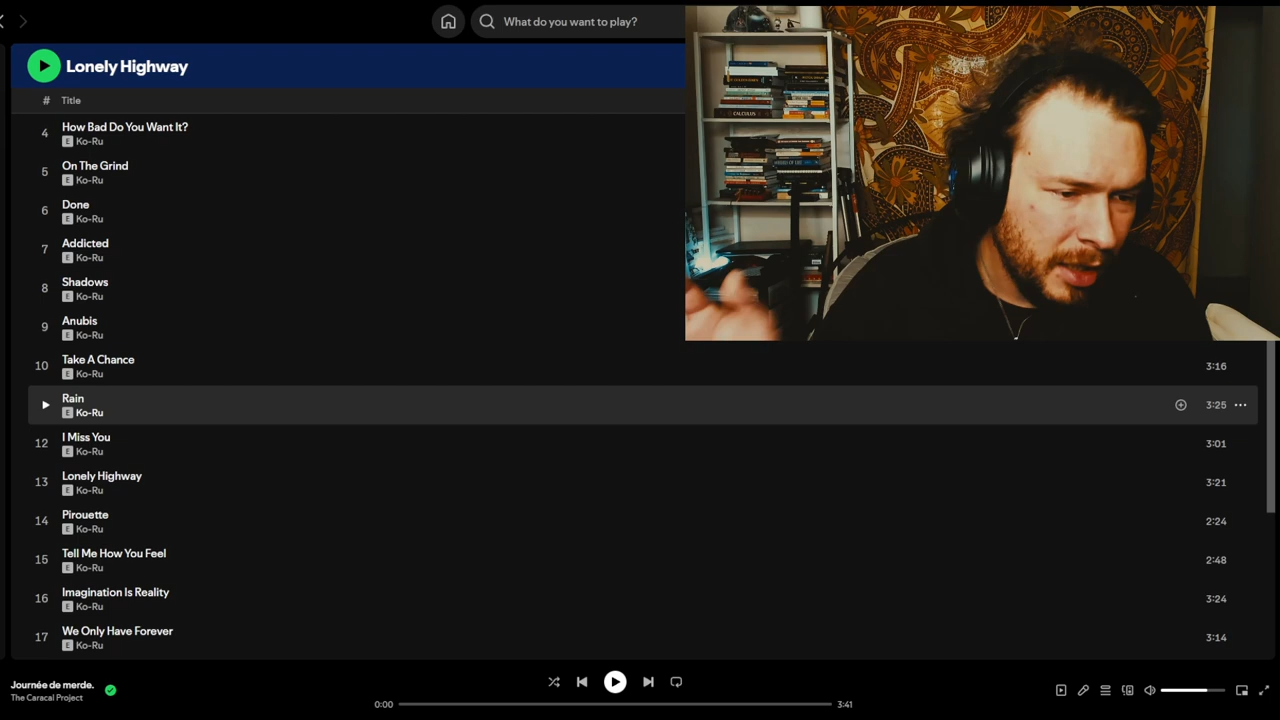 What do you want to play?
Lonely Highway
# Title
4 How Bad Do You Want It?
E Ko-Ru
5 On The Grind
E Ko-Ru
6 Done
E Ko-Ru
7 Addicted
E Ko-Ru
8 Shadows
E Ko-Ru
9 Anubis
E Ko-Ru
10 Take A Chance 3:16
E Ko-Ru
Rain 3:25
E Ko-Ru
12 I Miss You 3:01
E Ko-Ru
13 Lonely Highway 3:21
E Ko-Ru
14 Pirouette 2:24
E Ko-Ru
15 Tell Me How You Feel 2:48
E Ko-Ru
16 Imagination Is Reality 3:24
E Ko-Ru
17 We Only Have Forever 3:14
E Ko-Ru
Journée de merde.
The Caracal Project
0:00 3:41
CALCULUS